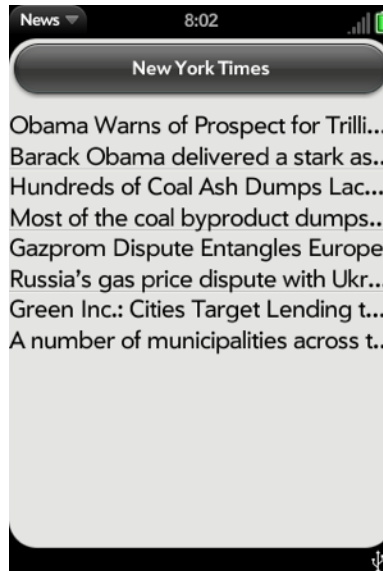 News
8:02
New York Times
Obama Warns of Prospect for Trilli...
Barack Obama delivered a stark as...
Hundreds of Coal Ash Dumps Lac...
Most of the coal byproduct dumps...
Gazprom Dispute Entangles Europe
Russia's gas price dispute with Ukr...
Green Inc.: Cities Target Lending t...
A number of municipalities across t...